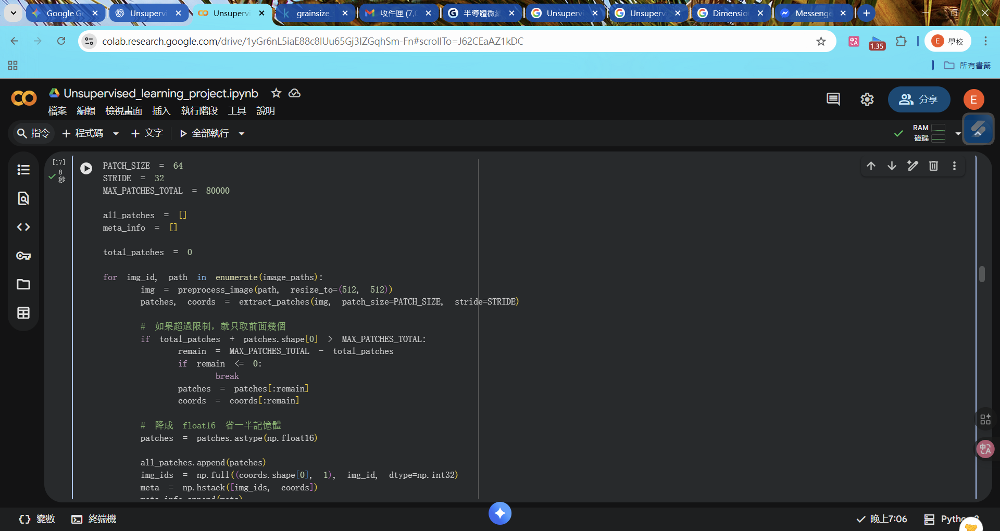 Google G
Unsupervi
Unsupervi
grainsize_
收件匣 (7,
半導體微
Unsupervi
Unsuperv
Dimensio
Messenge
colab.research.google.com/drive/1yGr6nL5iaE88c8lUu65Gj3IZGqhSm-Fn#scrollTo=J62CEaAZ1kDC
1.35
E 學校
所有書籤
Unsupervised_learning_project.ipynb
檔案 編輯 檢視畫面 插入 執行階段 工具 說明
分享
E
指令 + 程式碼 + 文字 全部執行
RAM
磁碟
[17]
8
秒
PATCH_SIZE = 64
STRIDE = 32
MAX_PATCHES_TOTAL = 80000
all_patches = []
meta_info = []
total_patches = 0
for img_id, path in enumerate(image_paths):
img = preprocess_image(path, resize_to=(512, 512))
patches, coords = extract_patches(img, patch_size=PATCH_SIZE, stride=STRIDE)
# 如果超過限制，就只取前面幾個
if total_patches + patches.shape[0] > MAX_PATCHES_TOTAL:
remain = MAX_PATCHES_TOTAL - total_patches
if remain <= 0:
break
patches = patches[:remain]
coords = coords[:remain]
# 降成 float16 省一半記憶體
patches = patches.astype(np.float16)
all_patches.append(patches)
img_ids = np.full((coords.shape[0], 1), img_id, dtype=np.int32)
meta = np.hstack([img_ids, coords])
meta_info.append(meta)
變數
終端機
晚上7:06
Python 3